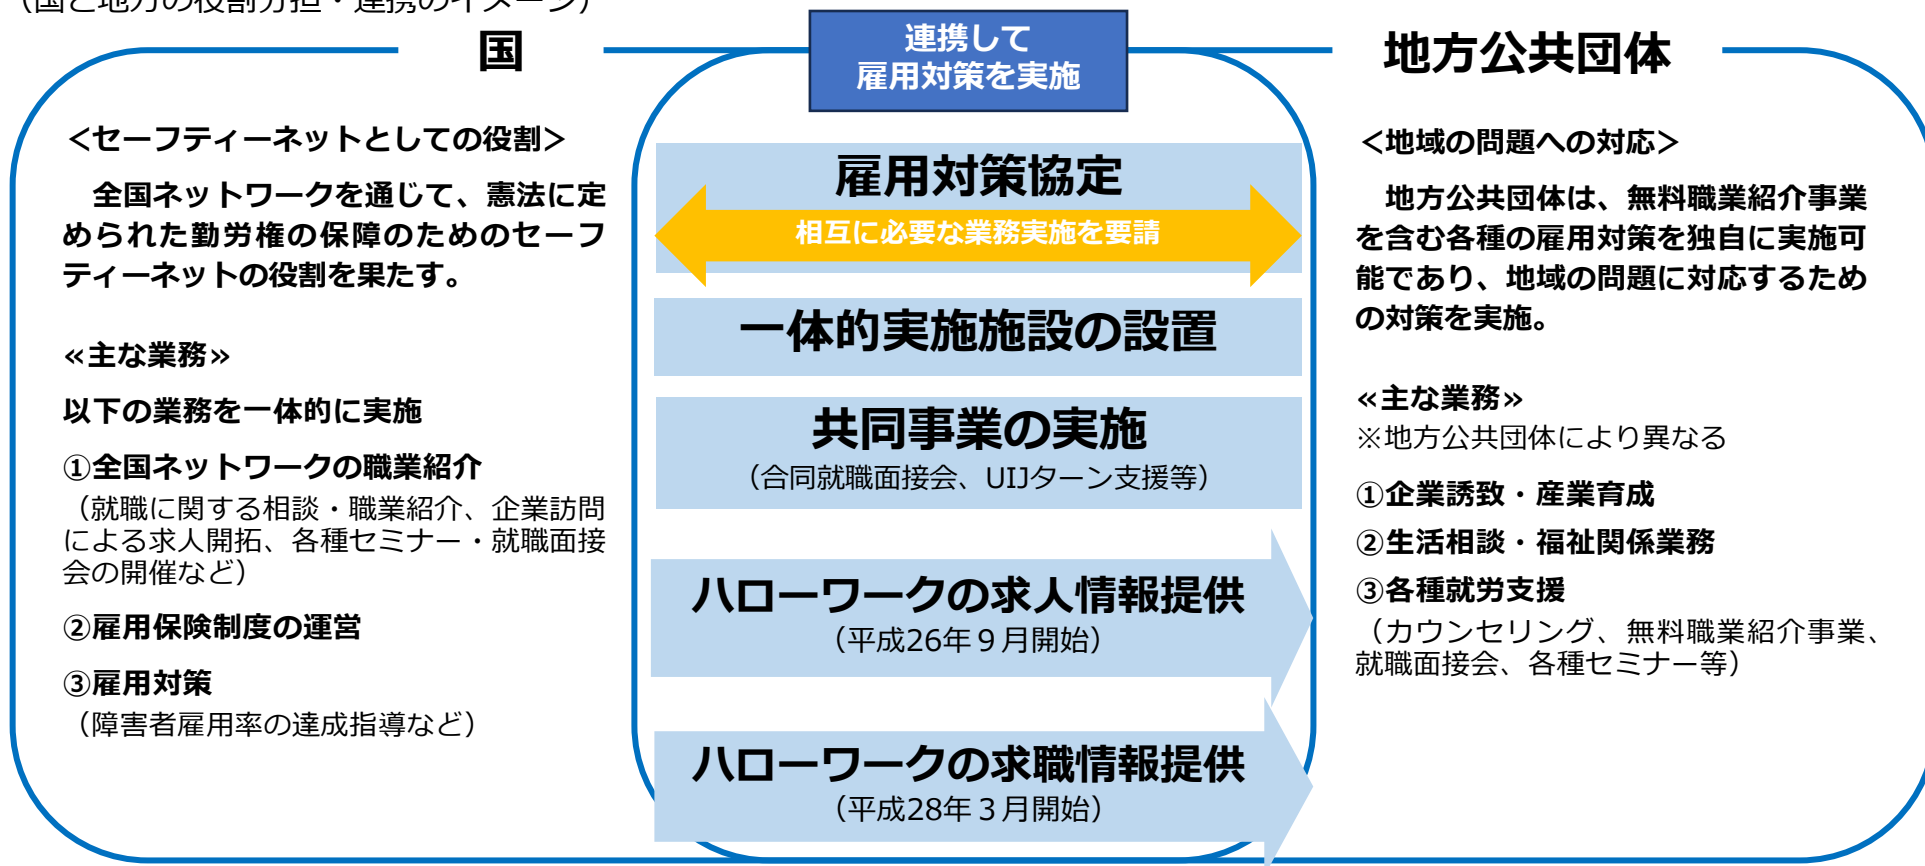 （国と地方の役割分担・連携のイメージ）
国
＜セーフティーネットとしての役割＞
全国ネットワークを通じて、憲法に定
められた勤労権の保障のためのセーフ
ティーネットの役割を果たす。
≪主な業務≫
以下の業務を一体的に実施
①全国ネットワークの職業紹介
（就職に関する相談・職業紹介、企業訪問
による求人開拓、各種セミナー・就職面接
会の開催など）
②雇用保険制度の運営
③雇用対策
（障害者雇用率の達成指導など）
連携して
雇用対策を実施
雇用対策協定
相互に必要な業務実施を要請
一体的実施施設の設置
共同事業の実施
（合同就職面接会、UIJターン支援等）
ハローワークの求人情報提供
（平成26年９月開始）
ハローワークの求職情報提供
（平成28年３月開始）
地方公共団体
＜地域の問題への対応＞
地方公共団体は、無料職業紹介事業
を含む各種の雇用対策を独自に実施可
能であり、地域の問題に対応するため
の対策を実施。
≪主な業務≫
※地方公共団体により異なる
①企業誘致・産業育成
②生活相談・福祉関係業務
③各種就労支援
（カウンセリング、無料職業紹介事業、
就職面接会、各種セミナー等）